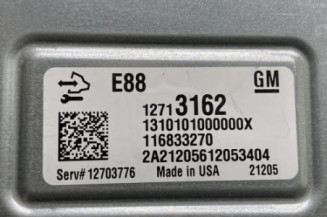 E88 GM
12713162
1310101000000X
116833270
2A21205612053404
Serv# 12703776 Made in USA 21205